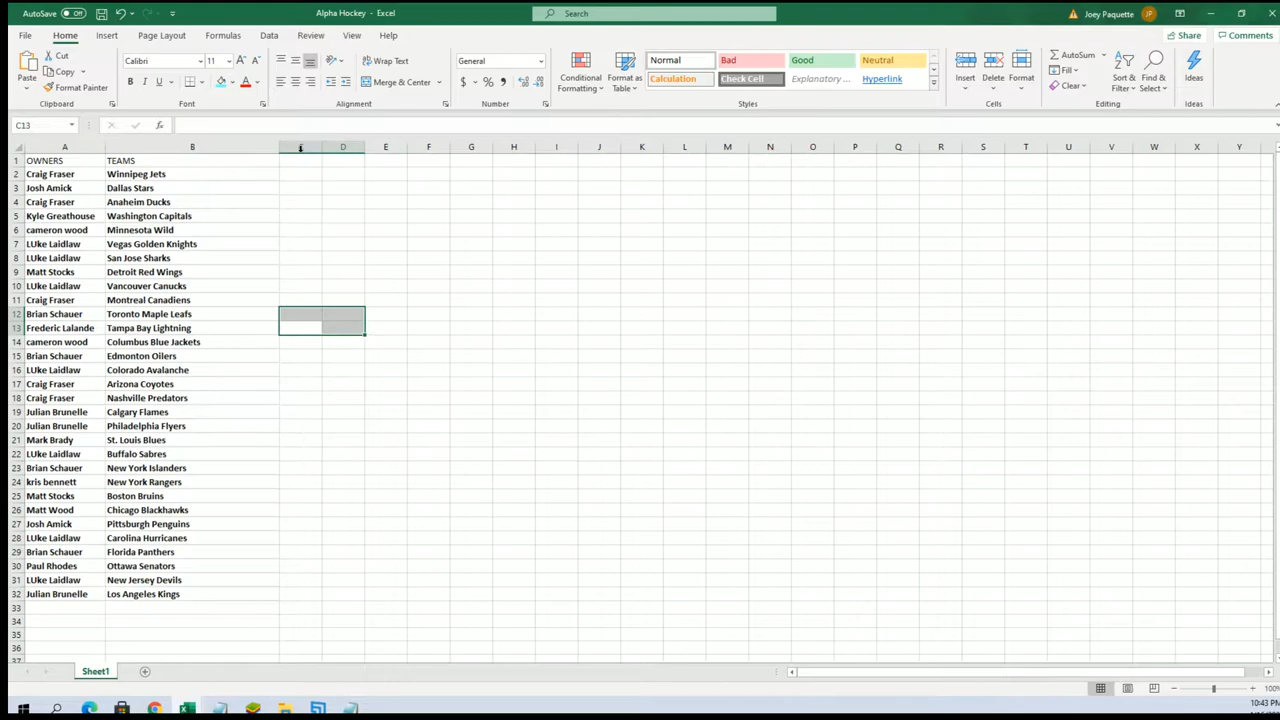 AutoSave Off
Alpha Hockey - Excel
Search
Joey Paquette JP
File Home Insert Page Layout Formulas Data Review View Help
Share Comments
Paste Cut Copy Format Painter Clipboard
Calibri 11 B I U A A Font
Wrap Text Merge & Center Alignment
General $ % Number
Conditional Formatting Format as Table
Normal Bad Good Neutral
Calculation Check Cell Explanatory ... Hyperlink
Styles
Insert Delete Format Cells
AutoSum Fill Clear Sort & Filter Find & Select Editing
Ideas Ideas
C13 fx
A B D E F G H I J K L M N O P Q R S T U V W X Y
1 OWNERS TEAMS
2 Craig Fraser Winnipeg Jets
3 Josh Amick Dallas Stars
4 Craig Fraser Anaheim Ducks
5 Kyle Greathouse Washington Capitals
6 cameron wood Minnesota Wild
7 LUke Laidlaw Vegas Golden Knights
8 LUke Laidlaw San Jose Sharks
9 Matt Stocks Detroit Red Wings
10 LUke Laidlaw Vancouver Canucks
11 Craig Fraser Montreal Canadiens
12 Brian Schauer Toronto Maple Leafs
13 Frederic Lalande Tampa Bay Lightning
14 cameron wood Columbus Blue Jackets
15 Brian Schauer Edmonton Oilers
16 LUke Laidlaw Colorado Avalanche
17 Craig Fraser Arizona Coyotes
18 Craig Fraser Nashville Predators
19 Julian Brunelle Calgary Flames
20 Julian Brunelle Philadelphia Flyers
21 Mark Brady St. Louis Blues
22 LUke Laidlaw Buffalo Sabres
23 Brian Schauer New York Islanders
24 kris bennett New York Rangers
25 Matt Stocks Boston Bruins
26 Matt Wood Chicago Blackhawks
27 Josh Amick Pittsburgh Penguins
28 LUke Laidlaw Carolina Hurricanes
29 Brian Schauer Florida Panthers
30 Paul Rhodes Ottawa Senators
31 LUke Laidlaw New Jersey Devils
32 Julian Brunelle Los Angeles Kings
33
34
35
36
37
Sheet1
100%
10:43 PM